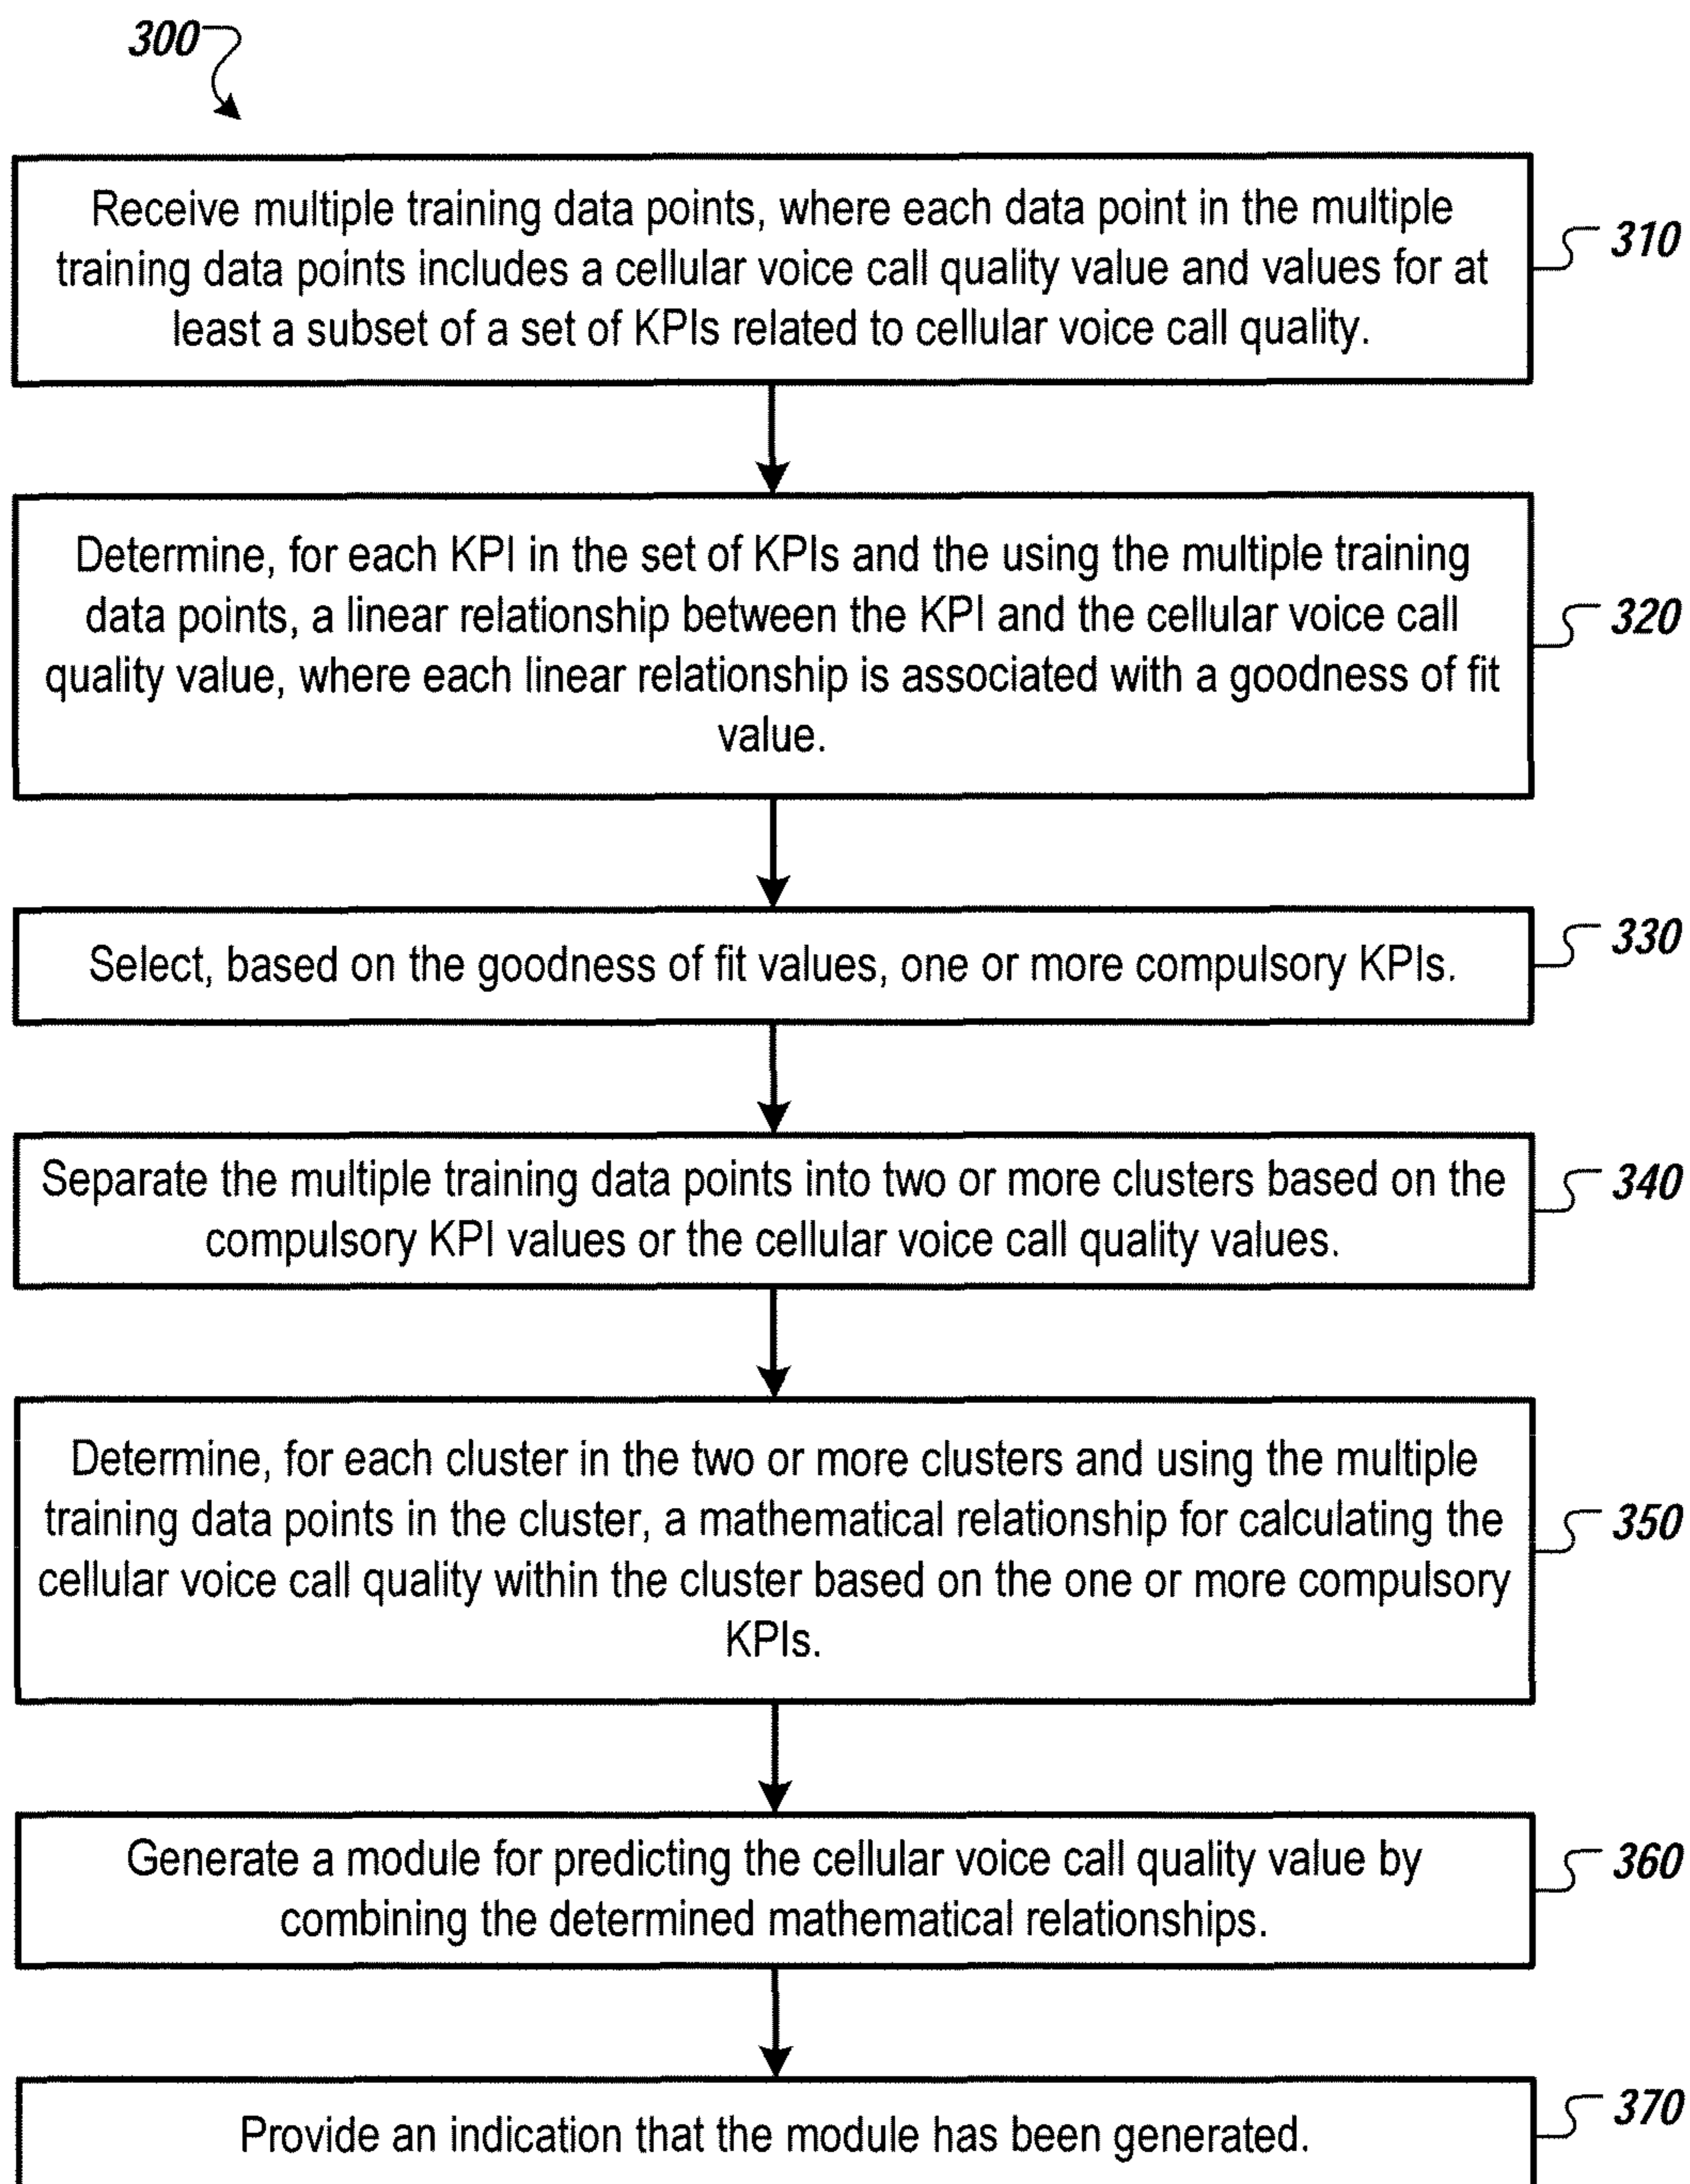 300
Receive multiple training data points, where each data point in the multiple
training data points includes a cellular voice call quality value and values for at
least a subset of a set of KPIs related to cellular voice call quality.
310
Determine, for each KPI in the set of KPIs and the using the multiple training
data points, a linear relationship between the KPI and the cellular voice call
quality value, where each linear relationship is associated with a goodness of fit
value.
320
Select, based on the goodness of fit values, one or more compulsory KPIs.
330
Separate the multiple training data points into two or more clusters based on the
compulsory KPI values or the cellular voice call quality values.
340
Determine, for each cluster in the two or more clusters and using the multiple
training data points in the cluster, a mathematical relationship for calculating the
cellular voice call quality within the cluster based on the one or more compulsory
KPIs.
350
Generate a module for predicting the cellular voice call quality value by
combining the determined mathematical relationships.
360
Provide an indication that the module has been generated.
370